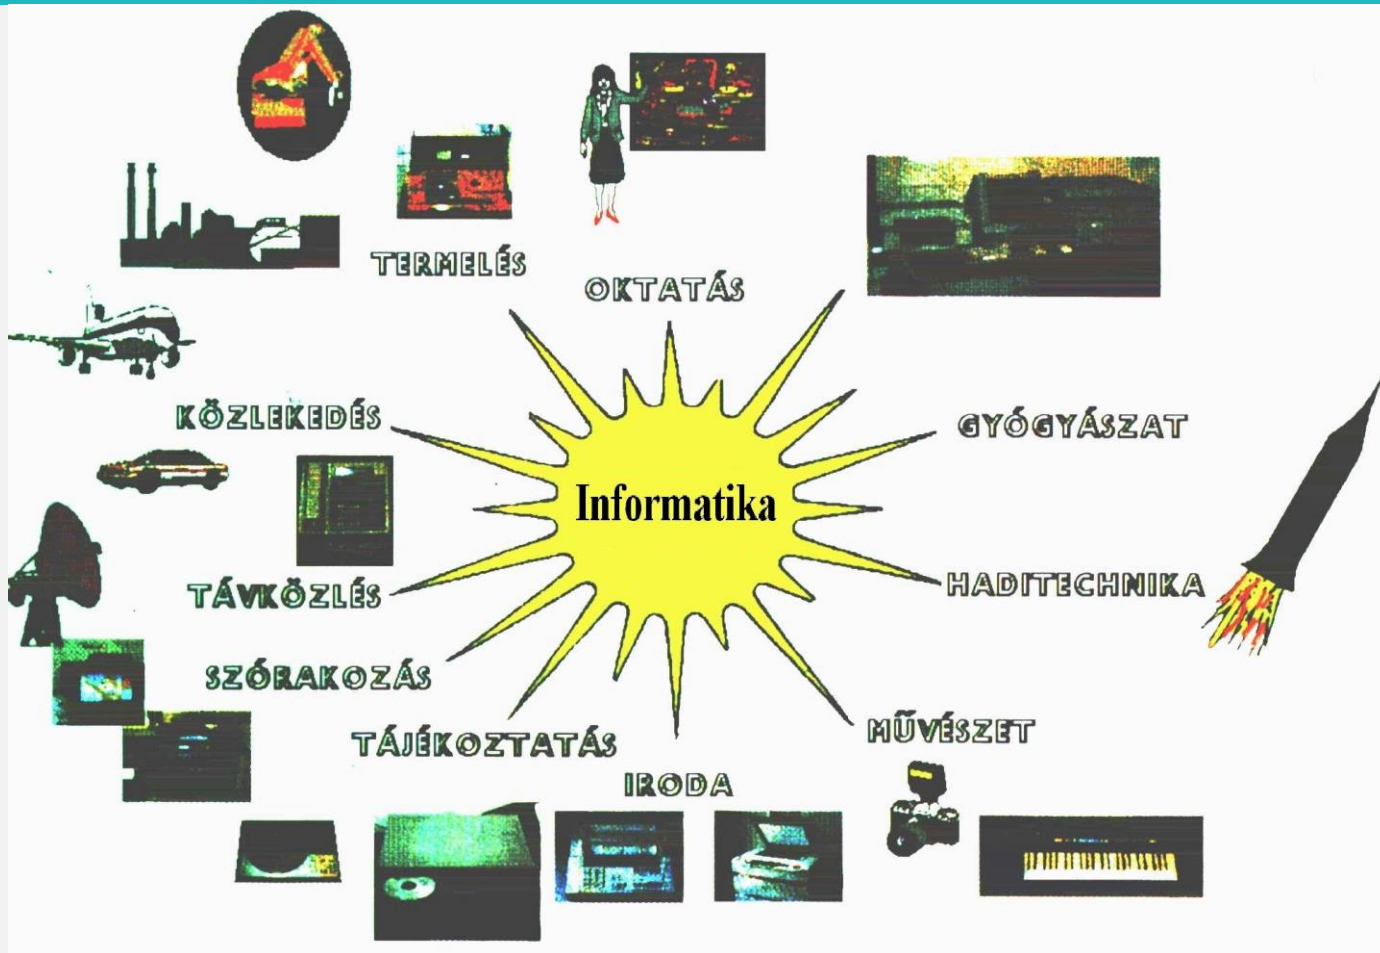 TERMELÉS
OKTATÁS
KÖZLEKEDÉS
GYÓGYÁSZAT
Informatika
TÁVKÖZLÉS
HADITECHNIKA
SZÓRAKOZÁS
TÁJÉKOZTATÁS
MŰVÉSZET
IRODA